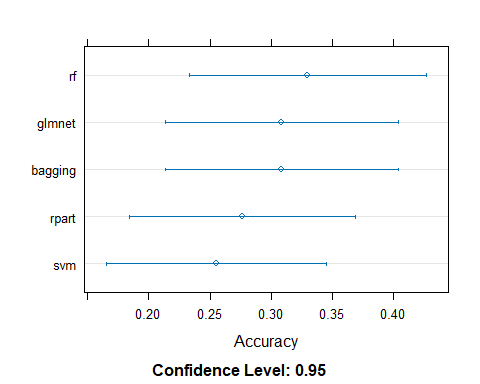 rf
glmnet
bagging
rpart
svm
0.20 0.25 0.30 0.35 0.40
Accuracy
Confidence Level: 0.95